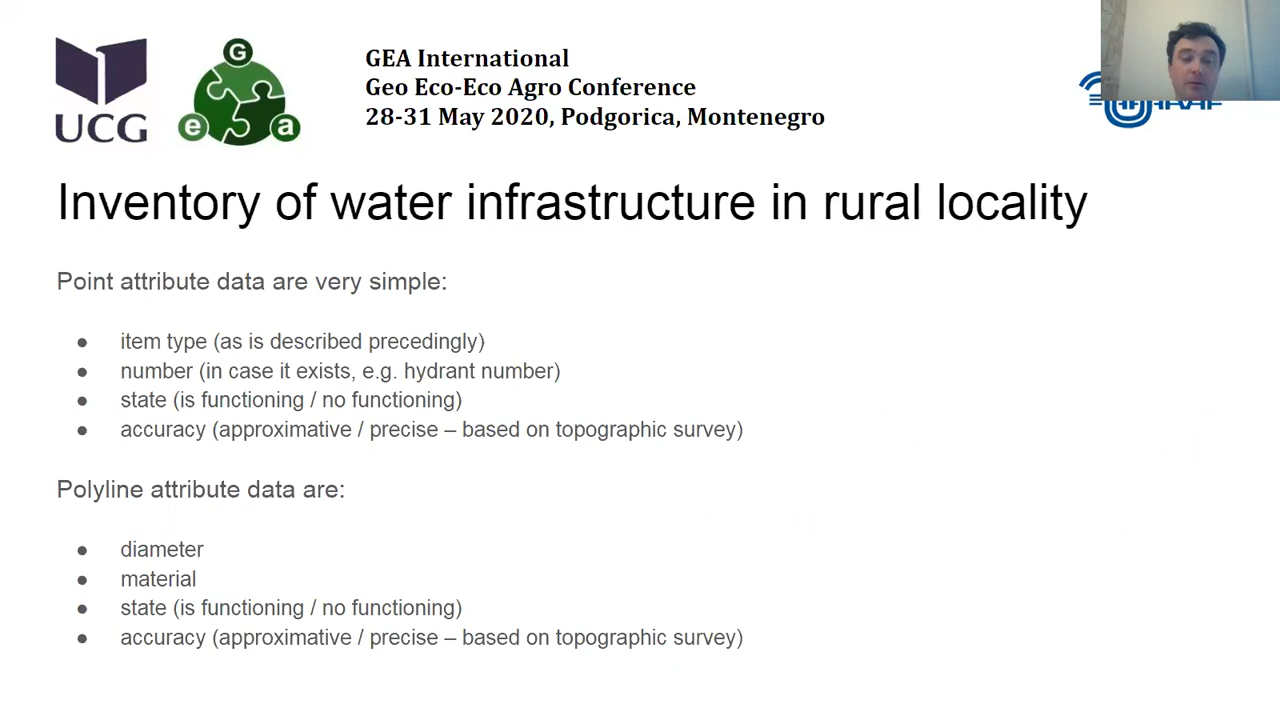 UCG
G
e
a
GEA International
Geo Eco-Eco Agro Conference
28-31 May 2020, Podgorica, Montenegro
Inventory of water infrastructure in rural locality
Point attribute data are very simple:
● item type (as is described precedingly)
● number (in case it exists, e.g. hydrant number)
● state (is functioning / no functioning)
● accuracy (approximative / precise – based on topographic survey)
Polyline attribute data are:
● diameter
● material
● state (is functioning / no functioning)
● accuracy (approximative / precise – based on topographic survey)